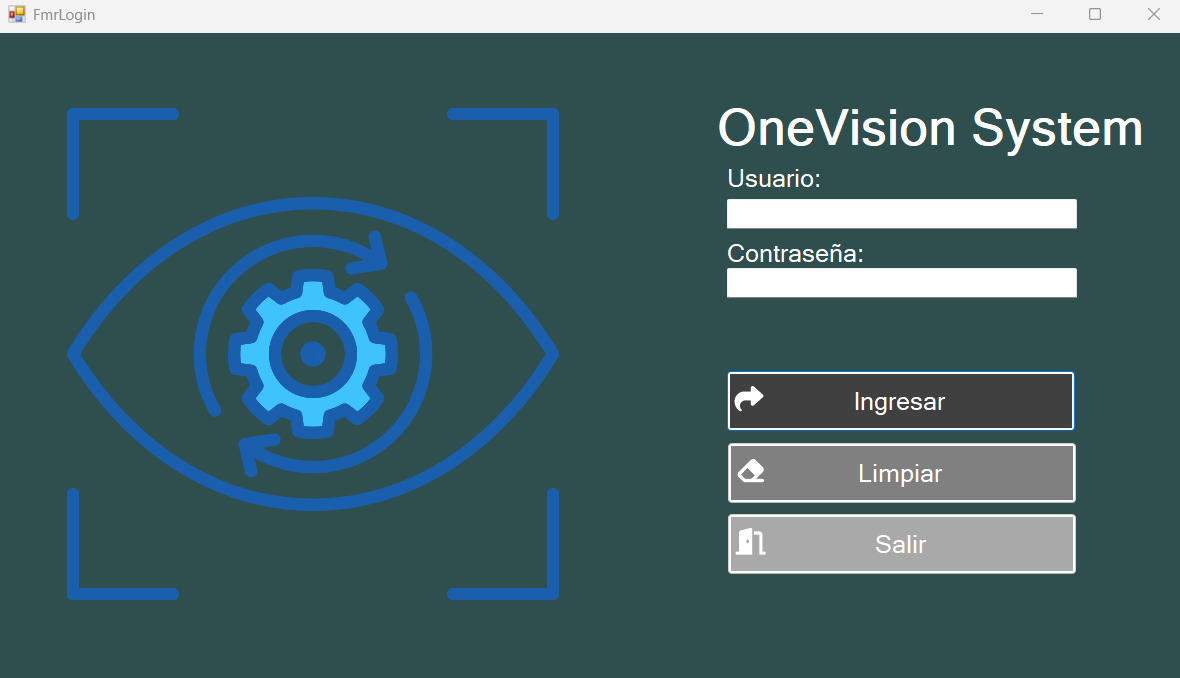 FmrLogin
OneVision System
Usuario:
Contraseña:
Ingresar
Limpiar
Salir